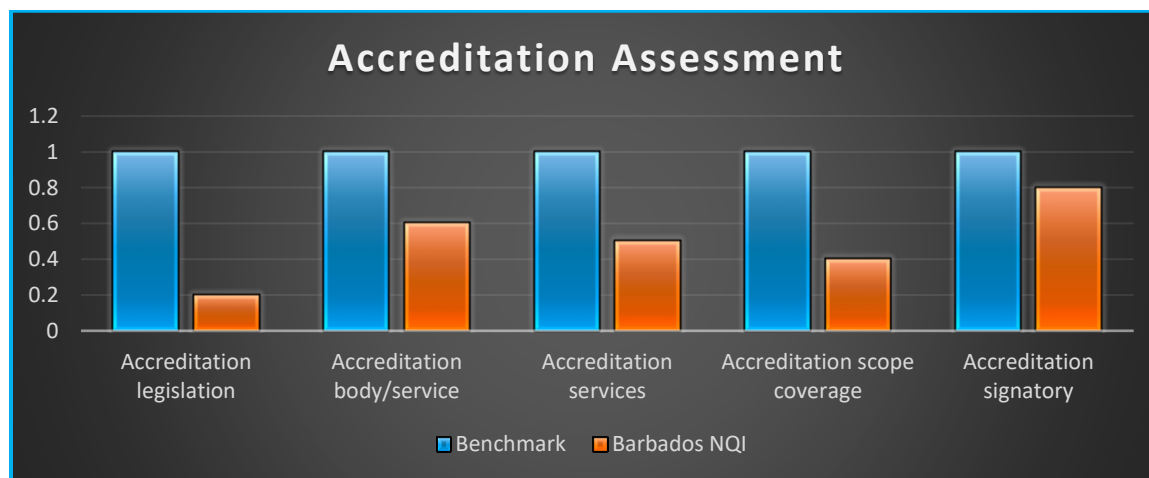 Accreditation Assessment
1.2
1
0.8
0.6
0.4
0.2
0
Accreditation legislation
Accreditation body/service
Accreditation services
Accreditation scope coverage
Accreditation signatory
Benchmark
Barbados NQI